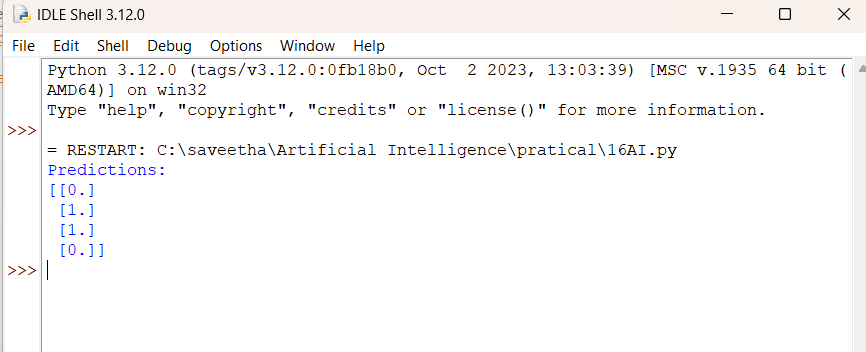 IDLE Shell 3.12.0
File Edit Shell Debug Options Window Help
Python 3.12.0 (tags/v3.12.0:0fb18b0, Oct  2 2023, 13:03:39) [MSC v.1935 64 bit (
AMD64)] on win32
Type "help", "copyright", "credits" or "license()" for more information.
>>>
= RESTART: C:\saveetha\Artificial Intelligence\pratical\16AI.py
Predictions:
[[0.]
 [1.]
 [1.]
 [0.]]
>>>